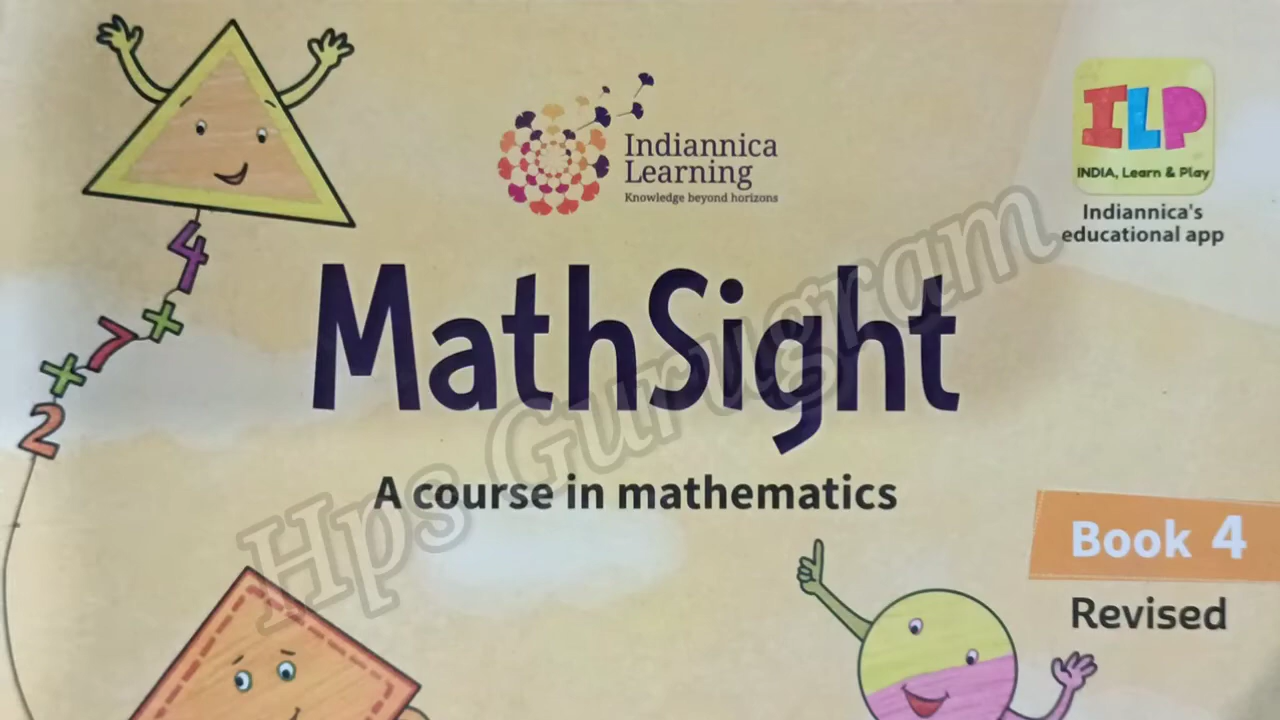 Indiannica
Learning
Knowledge beyond horizons
ILP
INDIA, Learn & Play
Indiannica's
educational app
MathSight
A course in mathematics
4
+
7
+
2
Book 4
Revised
Hps Gurugram